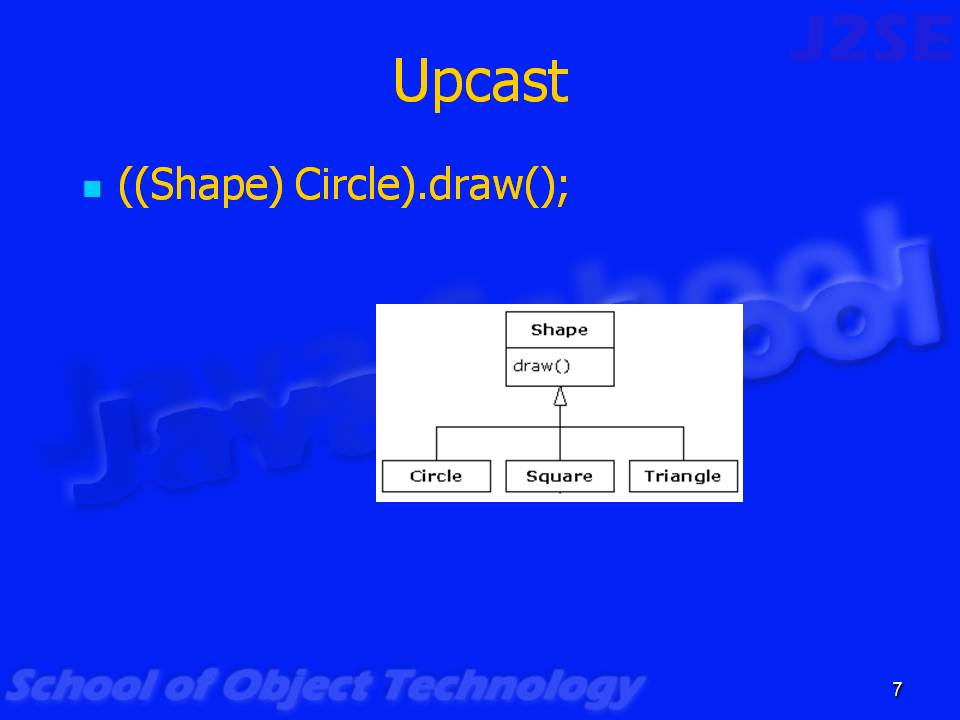 J2SE
Upcast
((Shape) Circle).draw();
Java School
Shape
draw()
Circle Square Triangle
School of Object Technology
7